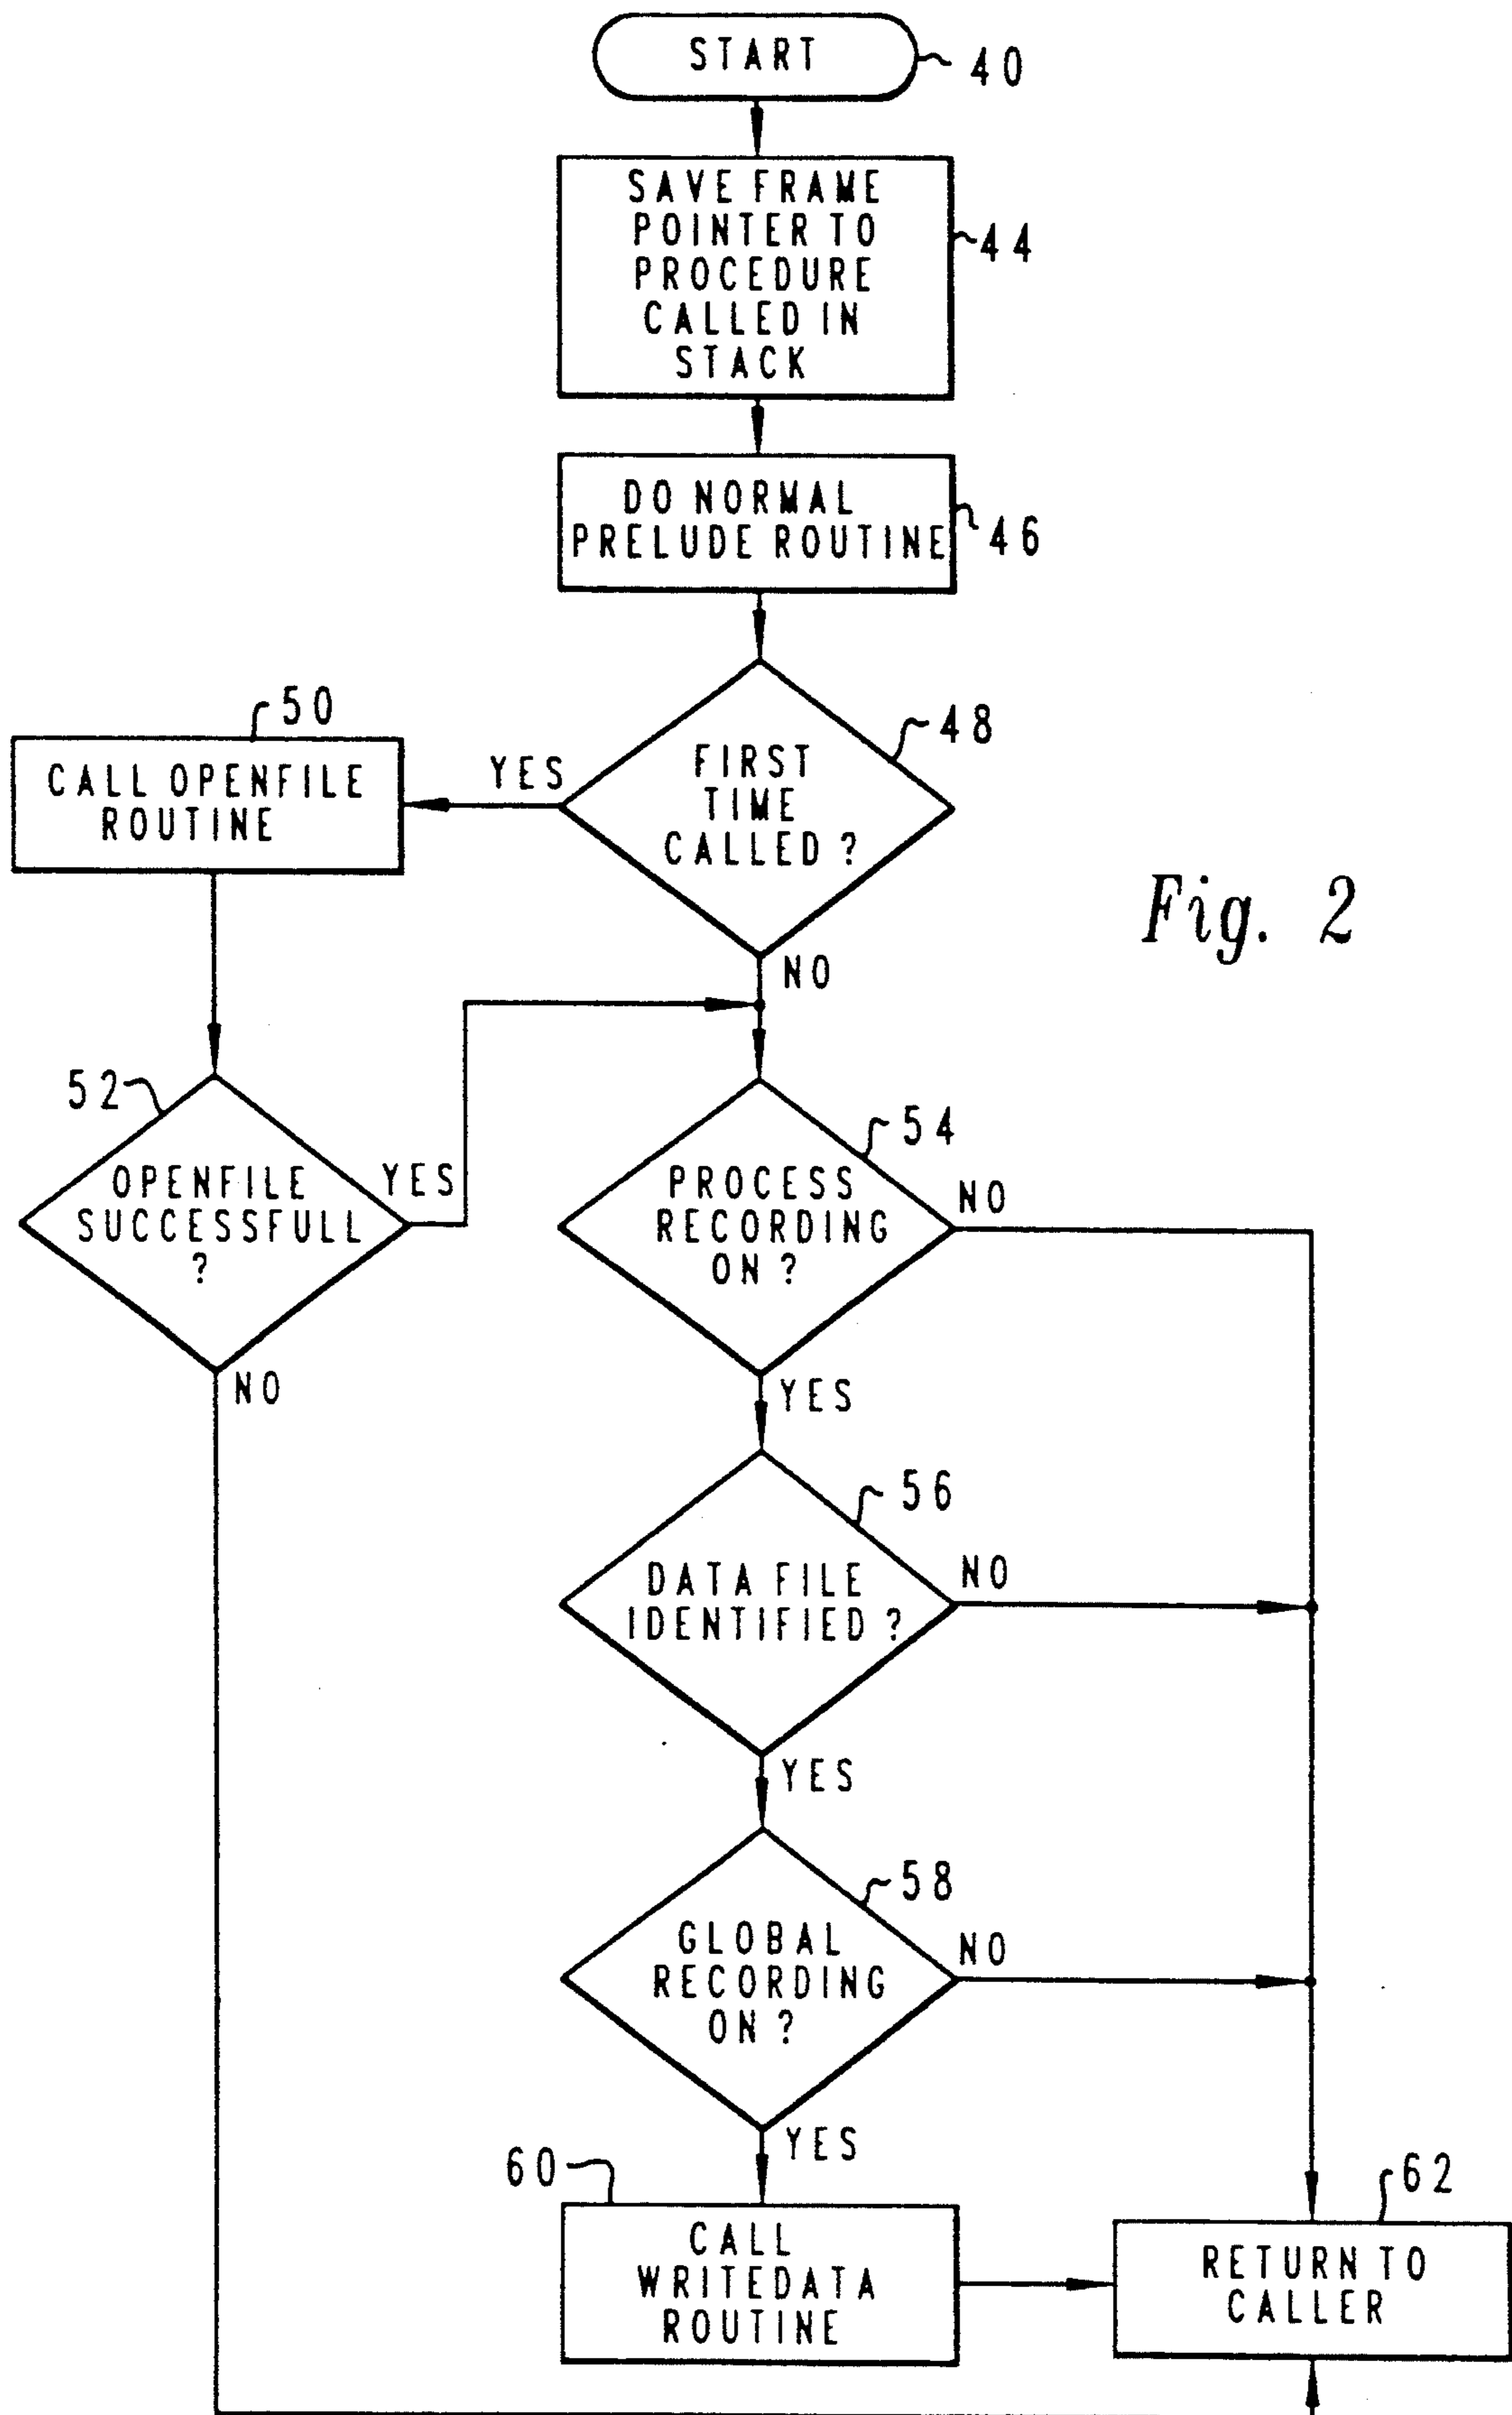 START
40
SAVE FRAME
POINTER TO
PROCEDURE
CALLED IN
STACK
44
DO NORMAL
PRELUDE ROUTINE
46
50
CALL OPENFILE
ROUTINE
YES
FIRST
TIME
CALLED ?
48
Fig. 2
NO
52
OPENFILE
SUCCESSFULL
?
YES
NO
54
PROCESS
RECORDING
ON ?
NO
YES
56
DATA FILE
IDENTIFIED ?
NO
YES
58
GLOBAL
RECORDING
ON ?
NO
YES
60
CALL
WRITEDATA
ROUTINE
62
RETURN TO
CALLER